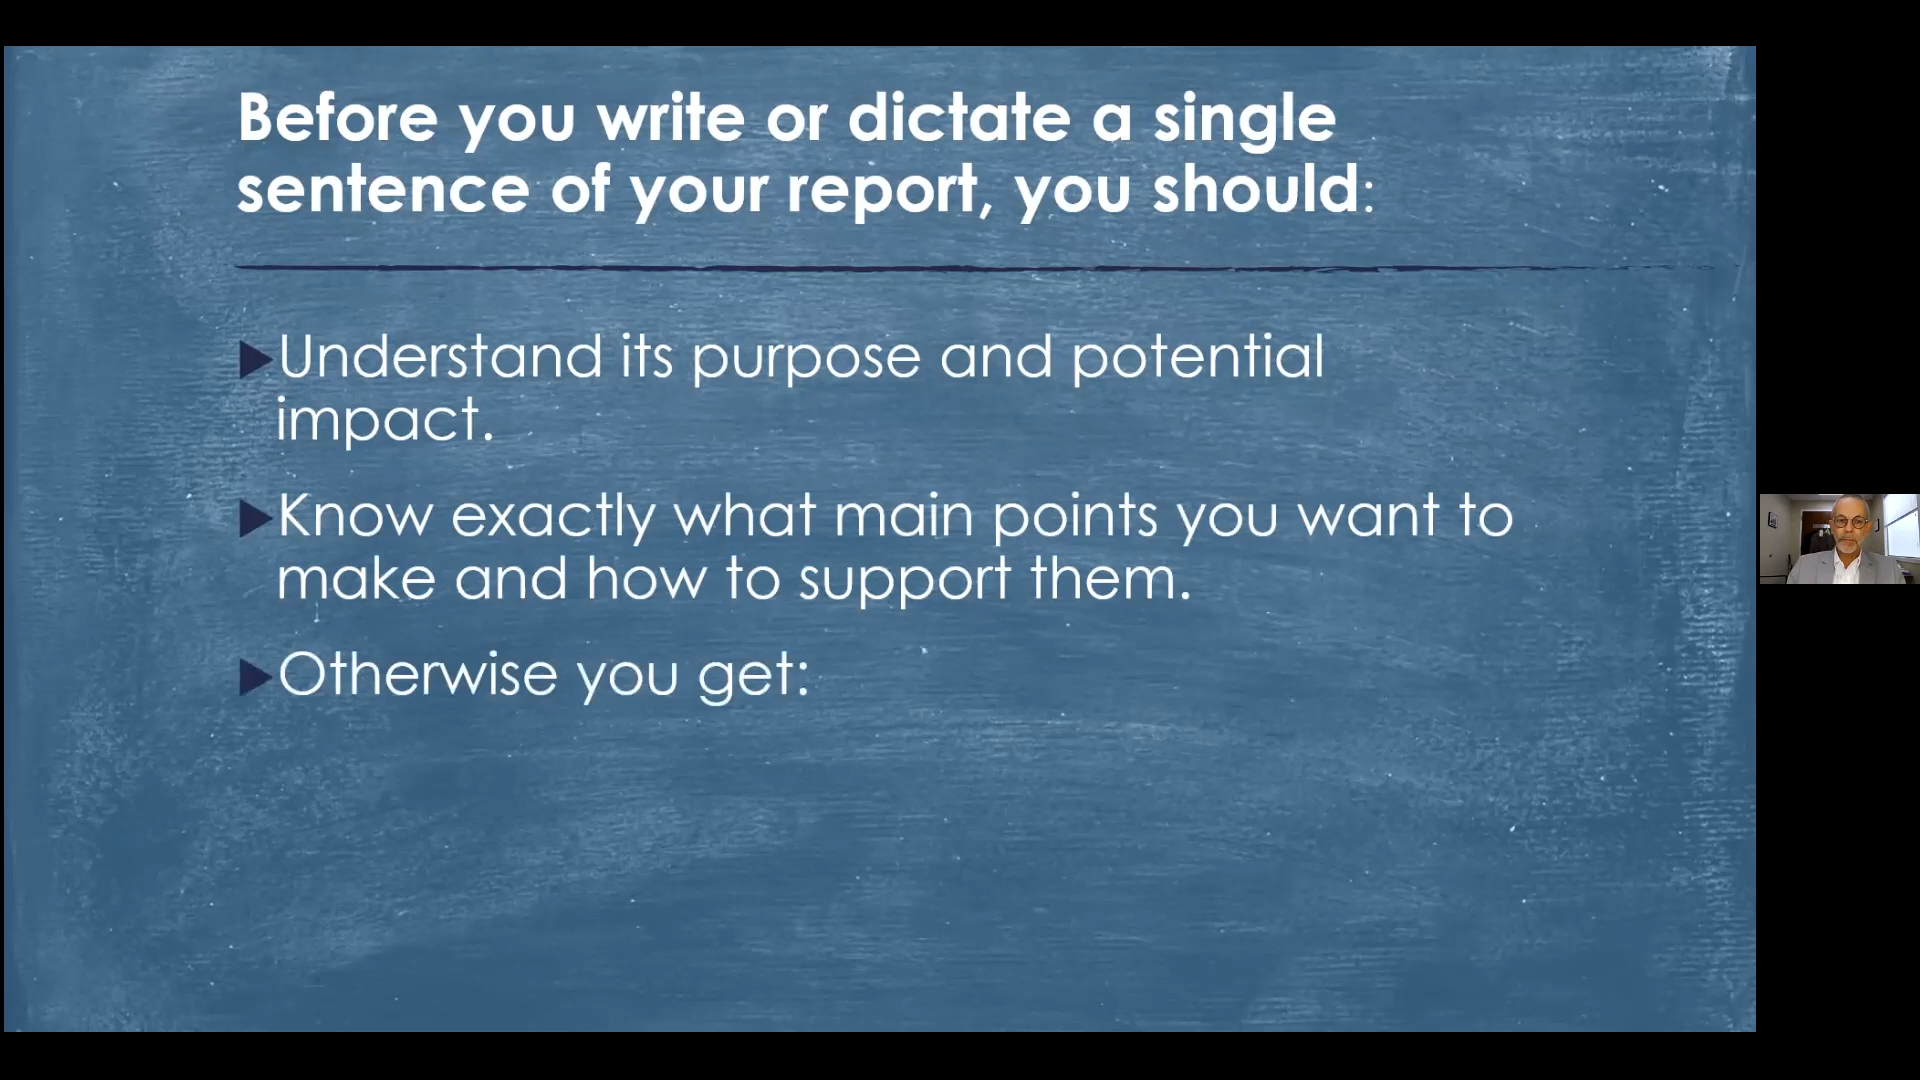 Before you write or dictate a single
sentence of your report, you should:
Understand its purpose and potential
impact.
Know exactly what main points you want to
make and how to support them.
Otherwise you get: